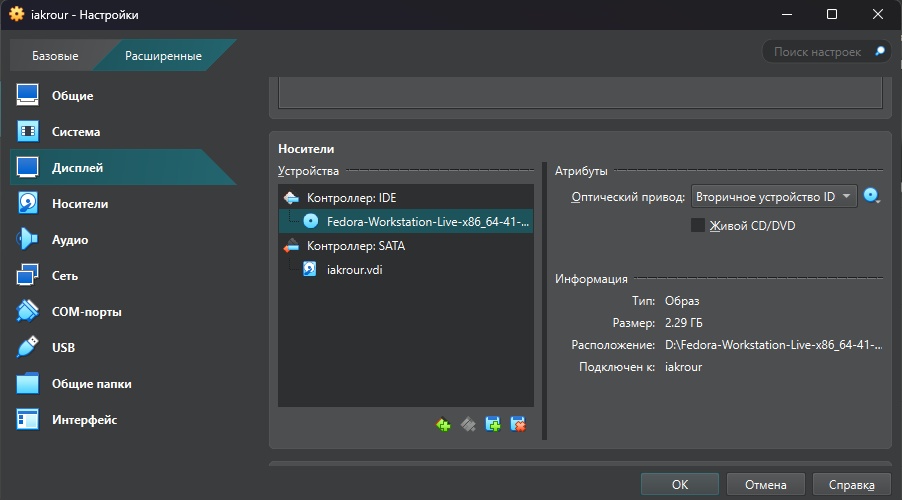 iakrour - Настройки
Базовые
Расширенные
Поиск настроек
Общие
Система
Дисплей
Носители
Аудио
Сеть
COM-порты
USB
Общие папки
Интерфейс
Носители
Устройства
Контроллер: IDE
Fedora-Workstation-Live-x86_64-41-...
Контроллер: SATA
iakrour.vdi
Атрибуты
Оптический привод: Вторичное устройство ID
Живой CD/DVD
Информация
Тип: Образ
Размер: 2.29 ГБ
Расположение: D:\Fedora-Workstation-Live-x86_64-41-...
Подключен к: iakrour
OK
Отмена
Справка